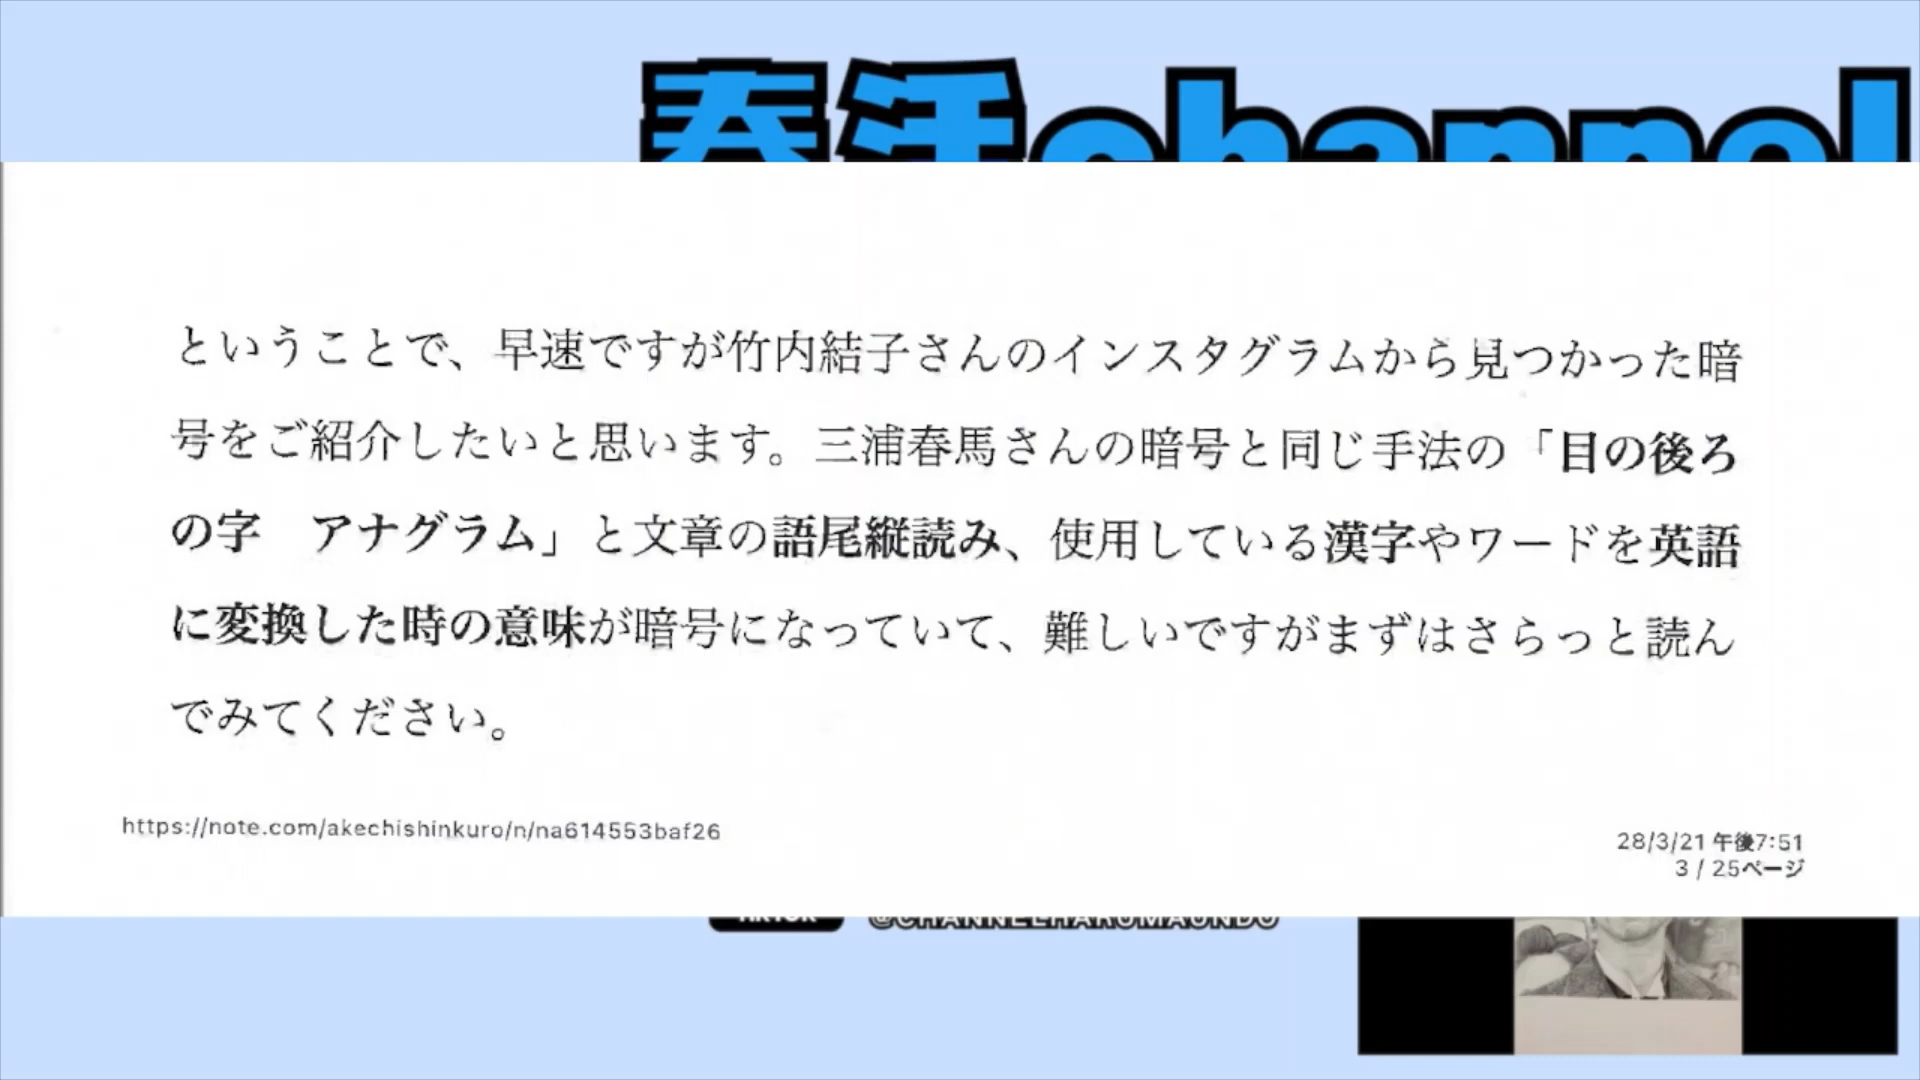 春活channel
ということで、早速ですが竹内結子さんのインスタグラムから見つかった暗
号をご紹介したいと思います。三浦春馬さんの暗号と同じ手法の「目の後ろ
の字　アナグラム」と文章の語尾縦読み、使用している漢字やワードを英語
に変換した時の意味が暗号になっていて、難しいですがまずはさらっと読ん
でみてください。
https://note.com/akechishinkuro/n/na614553baf26
28/3/21 午後7:51
3 / 25ページ
TIKTOK @CHANNELHARUMAUNDO